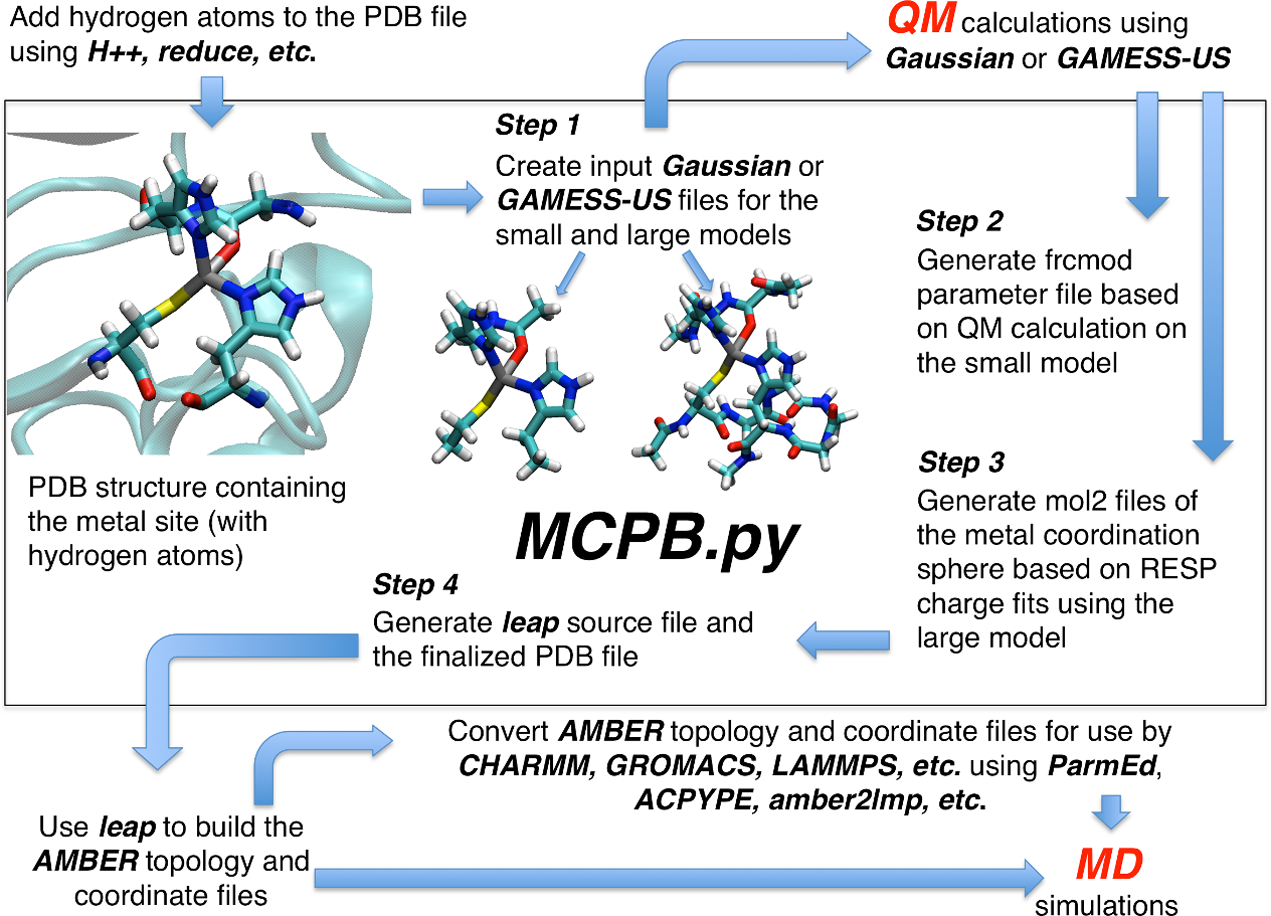 Add hydrogen atoms to the PDB file
using H++, reduce, etc.
QM calculations using
Gaussian or GAMESS-US
Step 1
Create input Gaussian or
GAMESS-US files for the
small and large models
PDB structure containing
the metal site (with
hydrogen atoms)
Step 2
Generate frcmod
parameter file based
on QM calculation on
the small model
Step 3
Generate mol2 files of
the metal coordination
sphere based on RESP
charge fits using the
large model
MCPB.py
Step 4
Generate leap source file and
the finalized PDB file
Use leap to build the
AMBER topology and
coordinate files
Convert AMBER topology and coordinate files for use by
CHARMM, GROMACS, LAMMPS, etc. using ParmEd,
ACPYPE, amber2lmp, etc.
MD
simulations